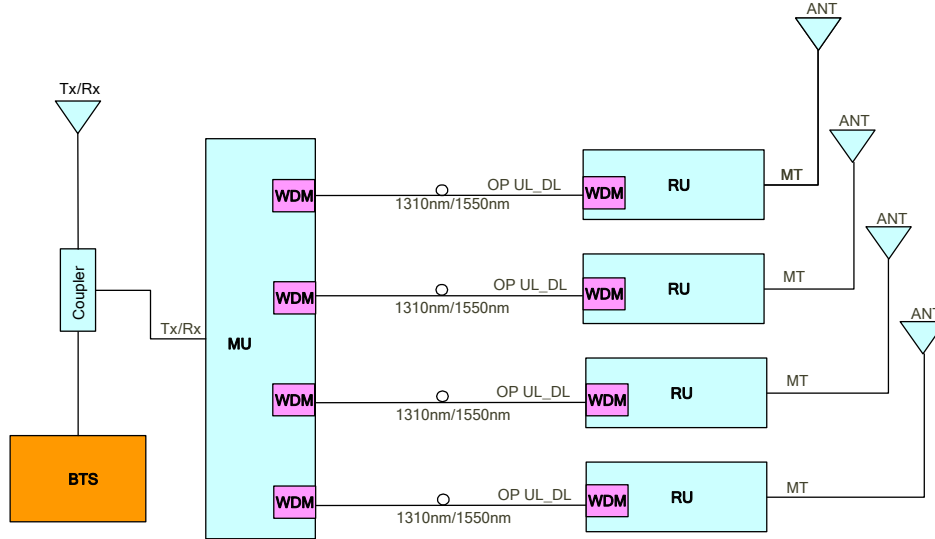 ANT
Tx/Rx
ANT
WDM
OP UL_DL
WDM
RU
MT
1310nm/1550nm
ANT
Coupler
WDM
OP UL_DL
WDM
RU
MT
1310nm/1550nm
ANT
Tx/Rx
MU
WDM
OP UL_DL
WDM
RU
MT
1310nm/1550nm
BTS
WDM
OP UL_DL
WDM
RU
MT
1310nm/1550nm